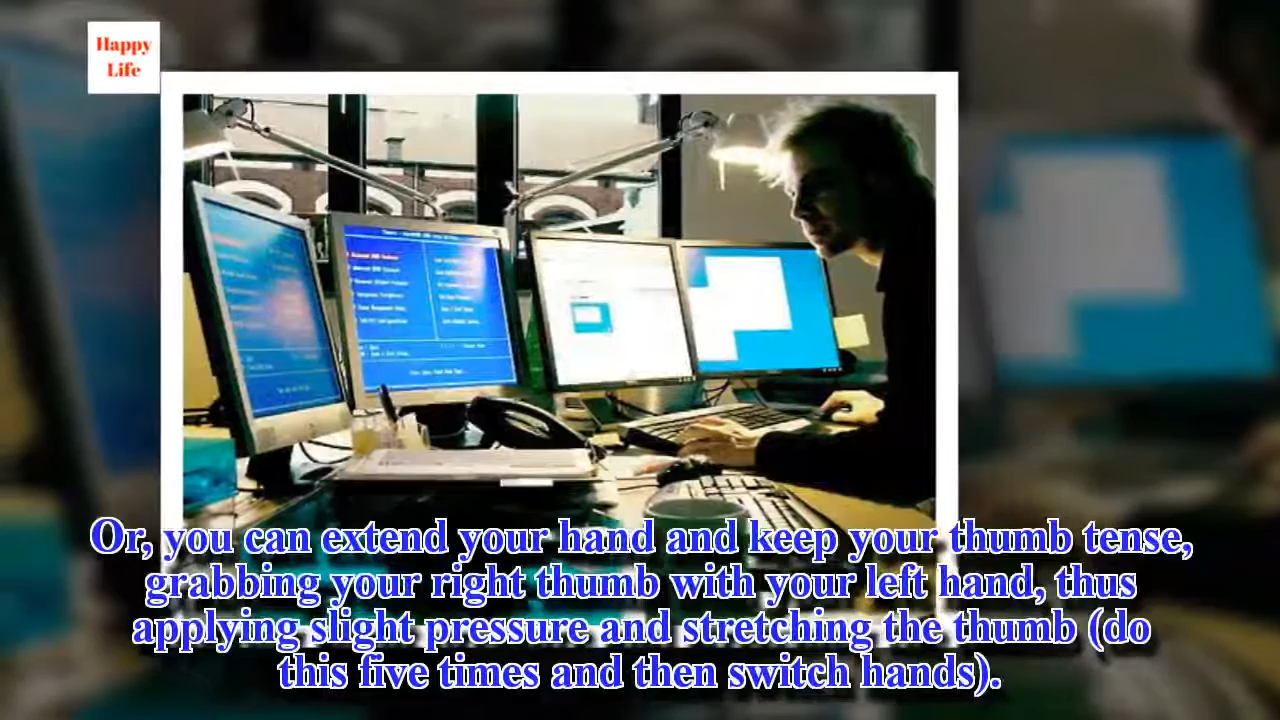 Happy
Life
Or, you can extend your hand and keep your thumb tense,
grabbing your right thumb with your left hand, thus
applying slight pressure and stretching the thumb (do
this five times and then switch hands).